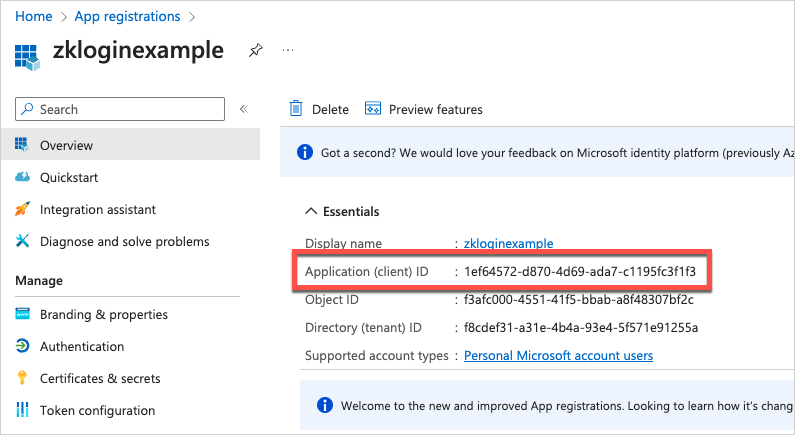 Home > App registrations >
zkloginexample
Search
Delete Preview features
Overview
Quickstart
Integration assistant
Diagnose and solve problems
Manage
Branding & properties
Authentication
Certificates & secrets
Token configuration
Got a second? We would love your feedback on Microsoft identity platform (previously Az
Essentials
Display name : zkloginexample
Application (client) ID : 1ef64572-d870-4d69-ada7-c1195fc3f1f3
Object ID : f3afc000-4551-41f5-bbab-a8f48307bf2c
Directory (tenant) ID : f8cdef31-a31e-4b4a-93e4-5f571e91255a
Supported account types : Personal Microsoft account users
Welcome to the new and improved App registrations. Looking to learn how it's chang